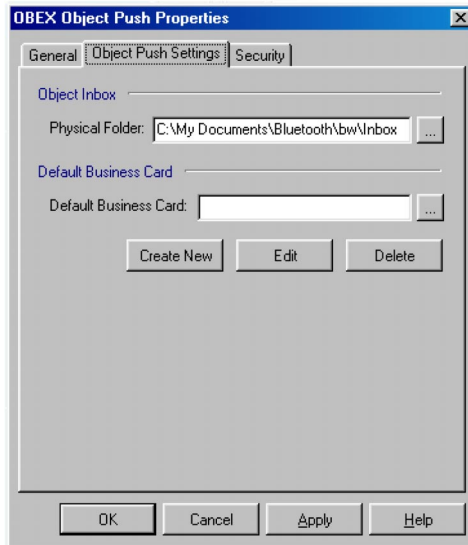 OBEX Object Push Properties
General Object Push Settings Security
Object Inbox
Physical Folder: C:\My Documents\Bluetooth\bw\Inbox ...
Default Business Card
Default Business Card: ...
Create New Edit Delete
OK Cancel Apply Help